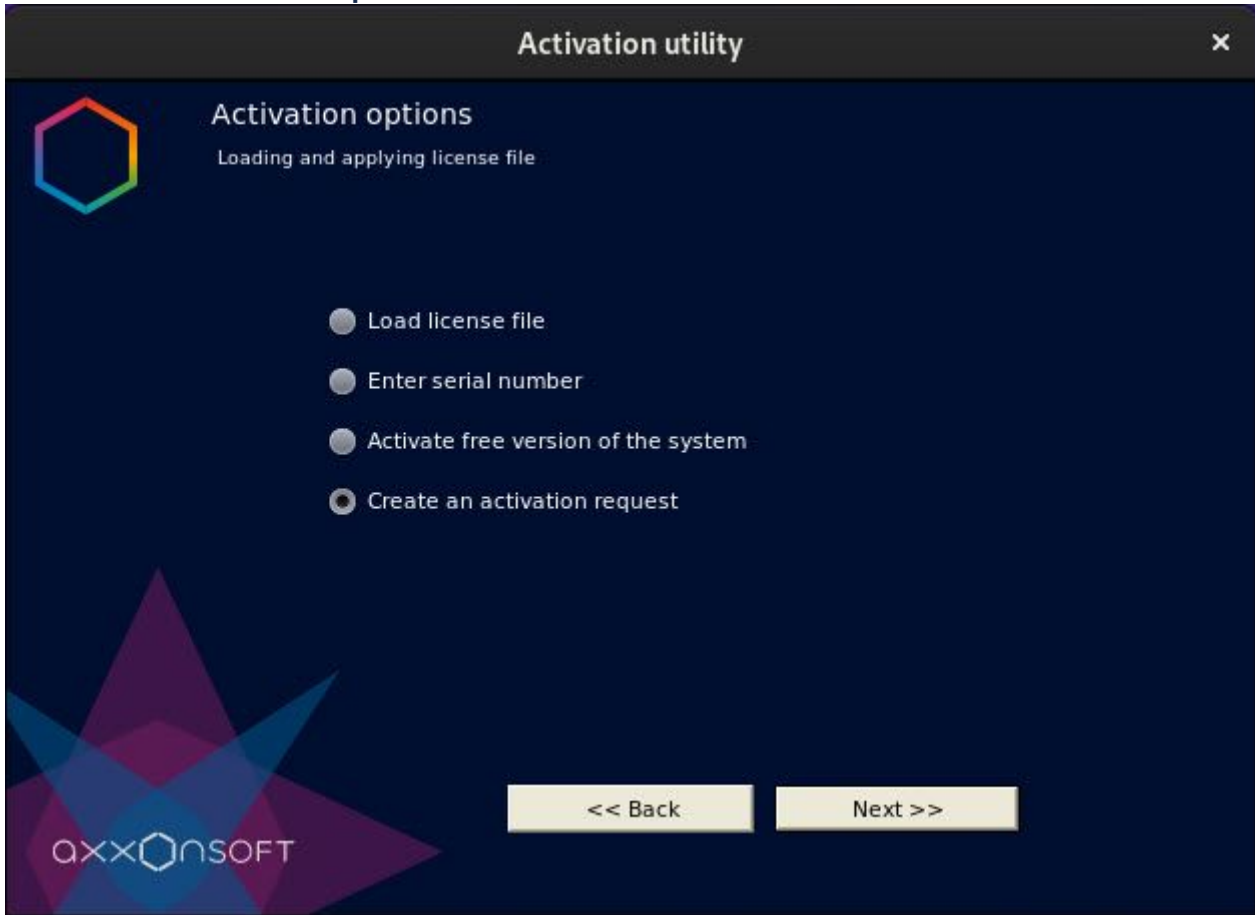 Activation utility
Activation options
Loading and applying license file
Load license file
Enter serial number
Activate free version of the system
Create an activation request
<< Back
Next >>
axxonsoft